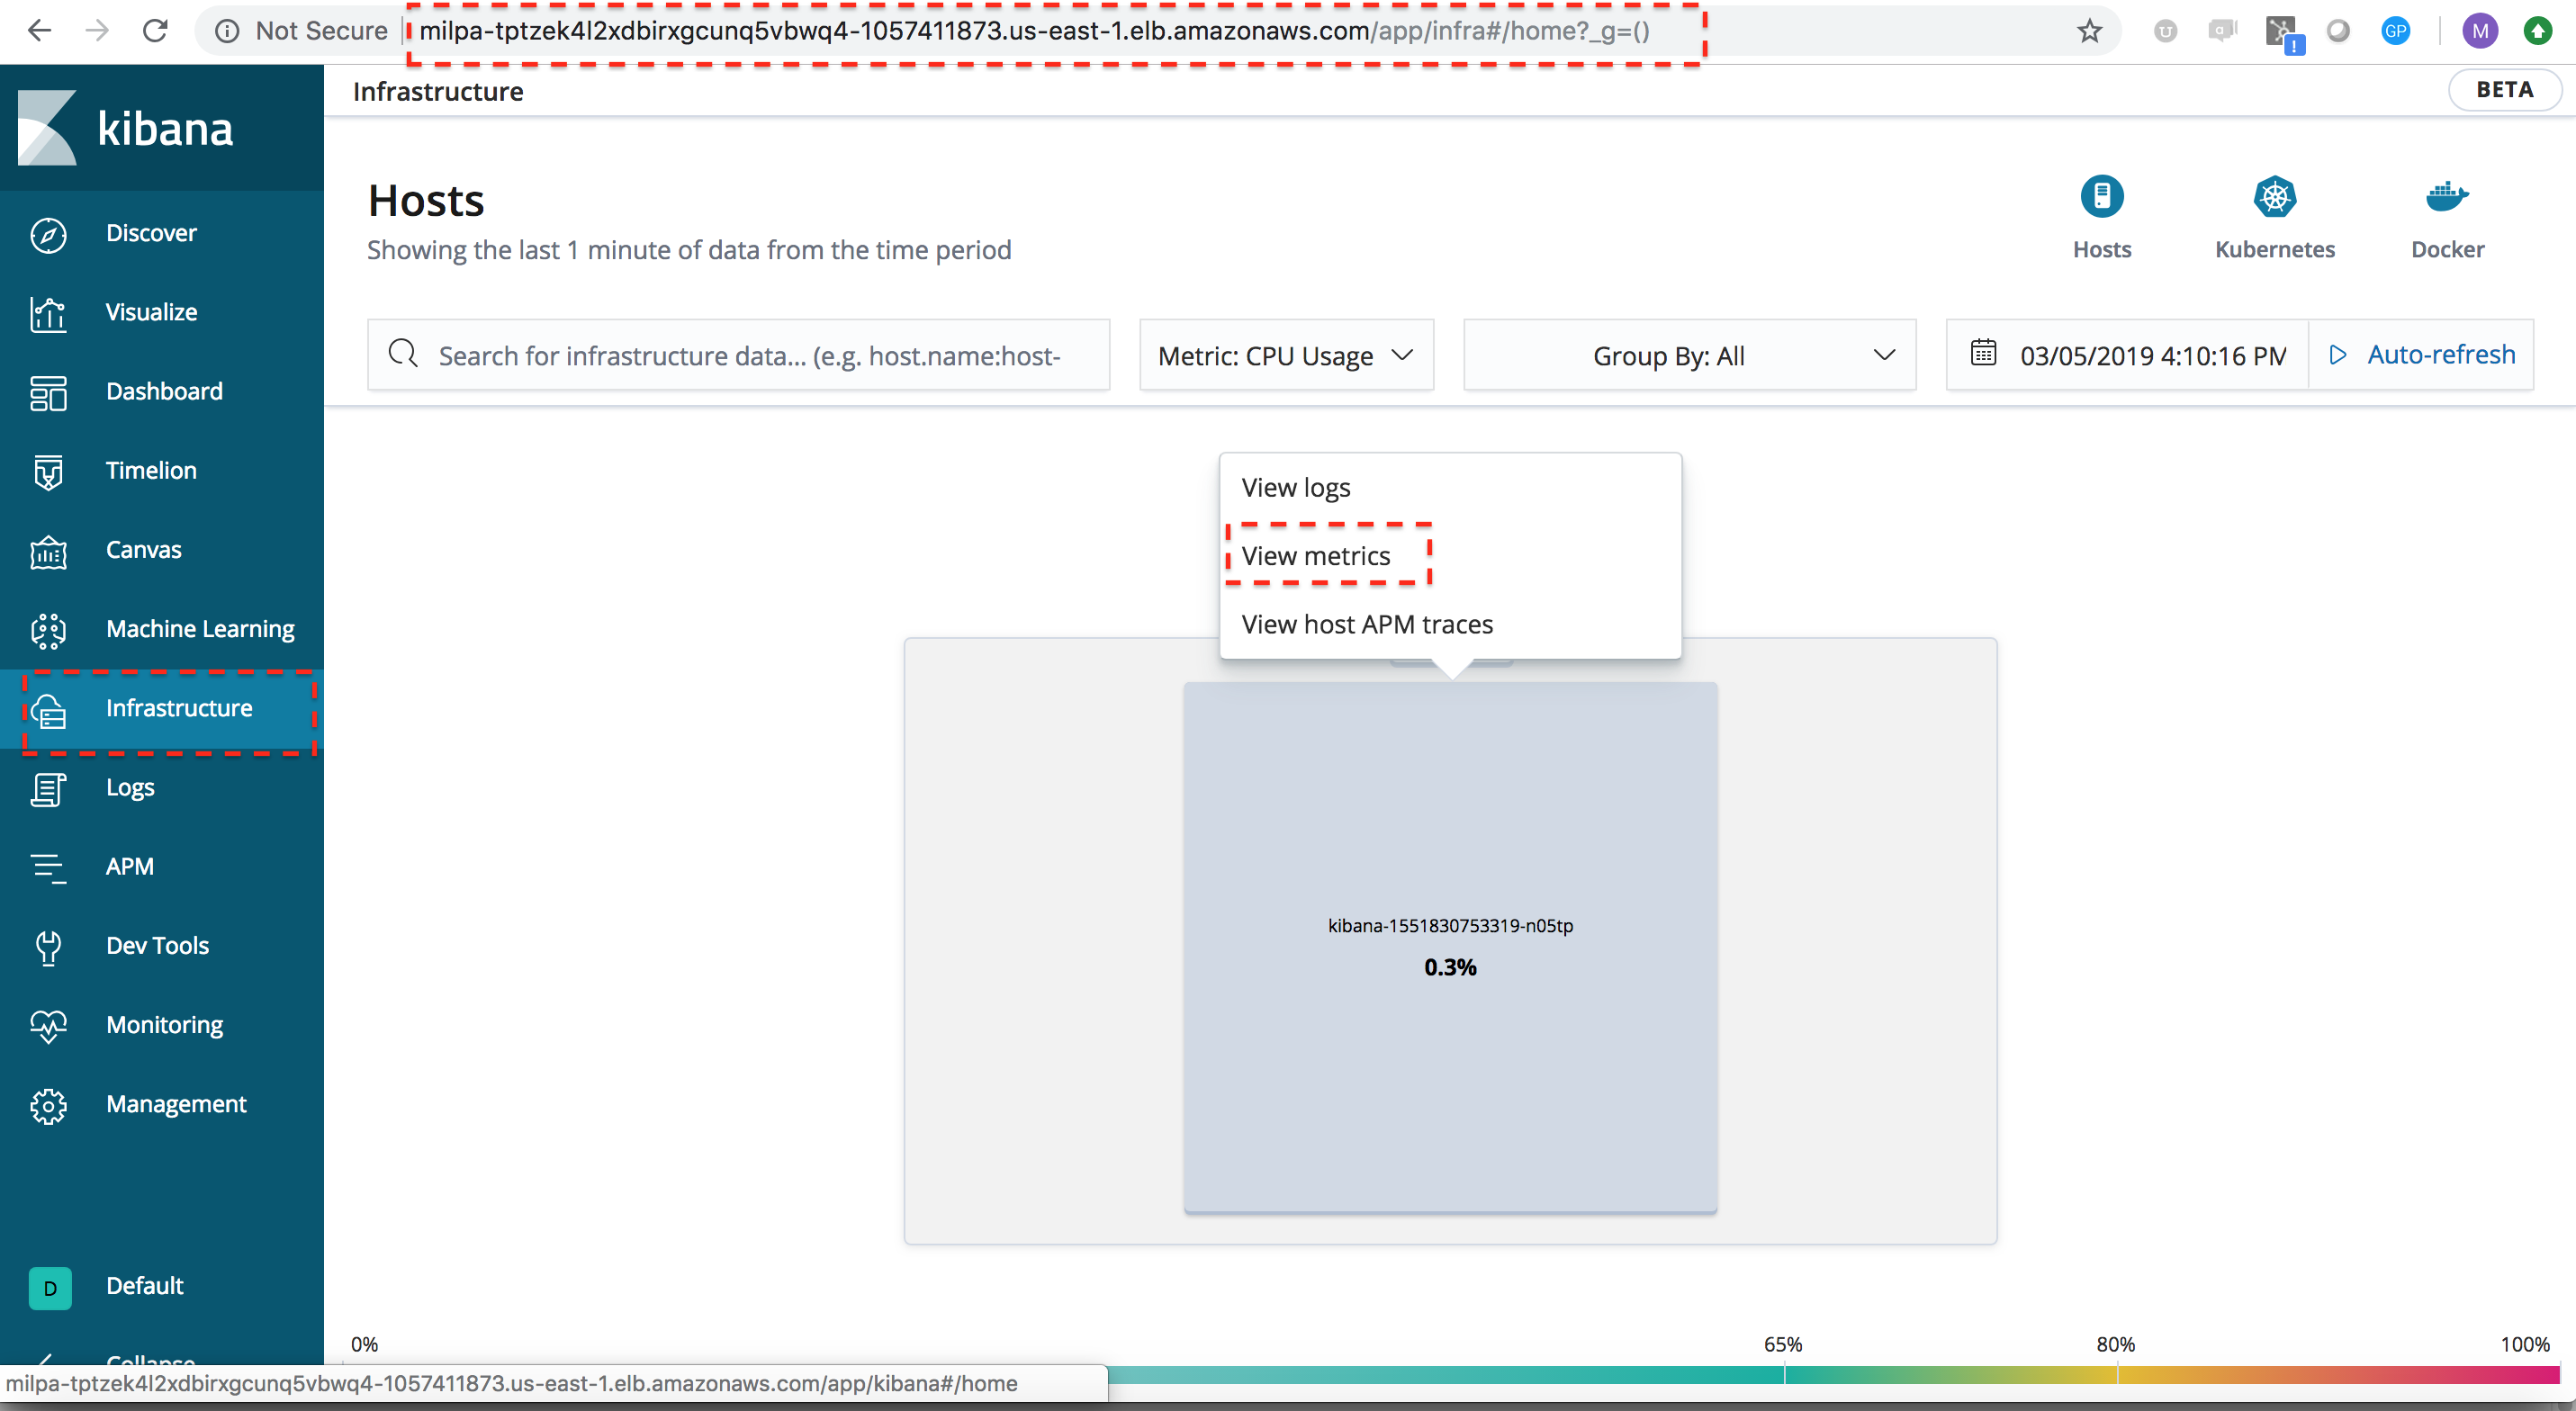 Not Secure | milpa-tptzek4l2xdbirxgcunq5vbwq4-1057411873.us-east-1.elb.amazonaws.com/app/infra#/home?_g=()
GP
M
kibana
Infrastructure
BETA
Discover
Visualize
Dashboard
Timelion
Canvas
Machine Learning
Infrastructure
Logs
APM
Dev Tools
Monitoring
Management
D
Default
Collapse
Hosts
Showing the last 1 minute of data from the time period
Hosts
Kubernetes
Docker
Search for infrastructure data... (e.g. host.name:host-
Metric: CPU Usage
Group By: All
03/05/2019 4:10:16 PM
Auto-refresh
View logs
View metrics
View host APM traces
kibana-1551830753319-n05tp
0.3%
0%
65%
80%
100%
milpa-tptzek4l2xdbirxgcunq5vbwq4-1057411873.us-east-1.elb.amazonaws.com/app/kibana#/home